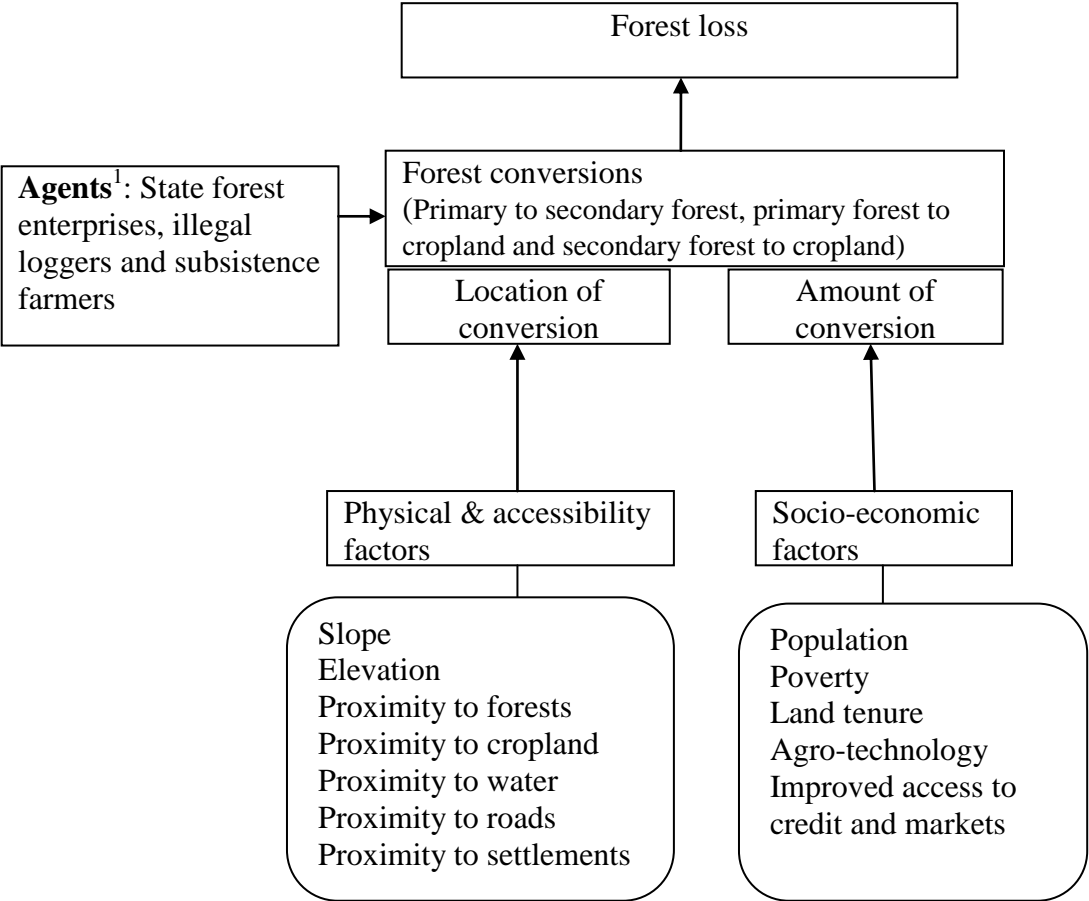 Forest loss
Agents¹: State forest
enterprises, illegal
loggers and subsistence
farmers
Forest conversions
(Primary to secondary forest, primary forest to
cropland and secondary forest to cropland)
Location of
conversion
Amount of
conversion
Physical & accessibility
factors
Socio-economic
factors
Slope
Elevation
Proximity to forests
Proximity to cropland
Proximity to water
Proximity to roads
Proximity to settlements
Population
Poverty
Land tenure
Agro-technology
Improved access to
credit and markets